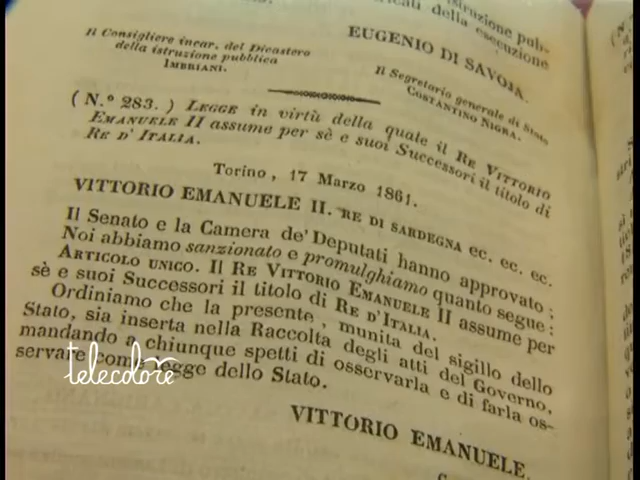 istruzione pub-
della esecuzione
EUGENIO DI SAVOJA.
Il Consigliere incar. del Dicastero
della istruzione pubblica
IMBRIANI.
Il Segretario generale di Stato
COSTANTINO NIGRA.
(N.º 283.) LEGGE in virtù della quale il RE VITTORIO
EMANUELE II assume per sè e suoi Successori il titolo di
RE D'ITALIA.
Torino, 17 Marzo 1861.
VITTORIO EMANUELE II. RE DI SARDEGNA ec. ec. ec.
Il Senato e la Camera de' Deputati hanno approvato;
Noi abbiamo sanzionato e promulghiamo quanto segue:
ARTICOLO UNICO. Il RE VITTORIO EMANUELE II assume per
sè e suoi Successori il titolo di RE D'ITALIA.
Ordiniamo che la presente, munita del sigillo dello
Stato, sia inserta nella Raccolta degli atti del Governo,
mandando a chiunque spetti di osservarla e di farla os-
servare come legge dello Stato.
telecolore
VITTORIO EMANUELE.